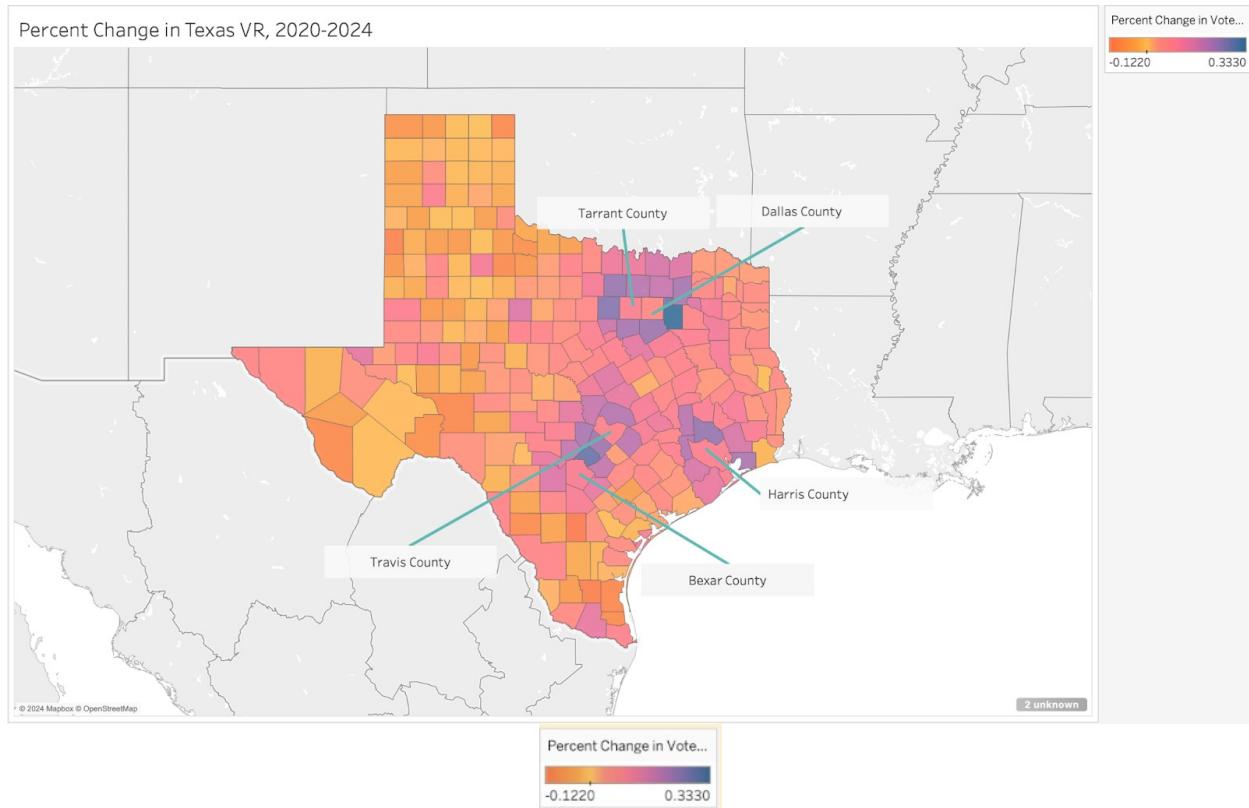 Percent Change in Texas VR, 2020-2024
Percent Change in Vote...
-0.1220 0.3330
Tarrant County
Dallas County
Harris County
Travis County
Bexar County
© 2024 Mapbox © OpenStreetMap
2 unknown
Percent Change in Vote...
-0.1220 0.3330